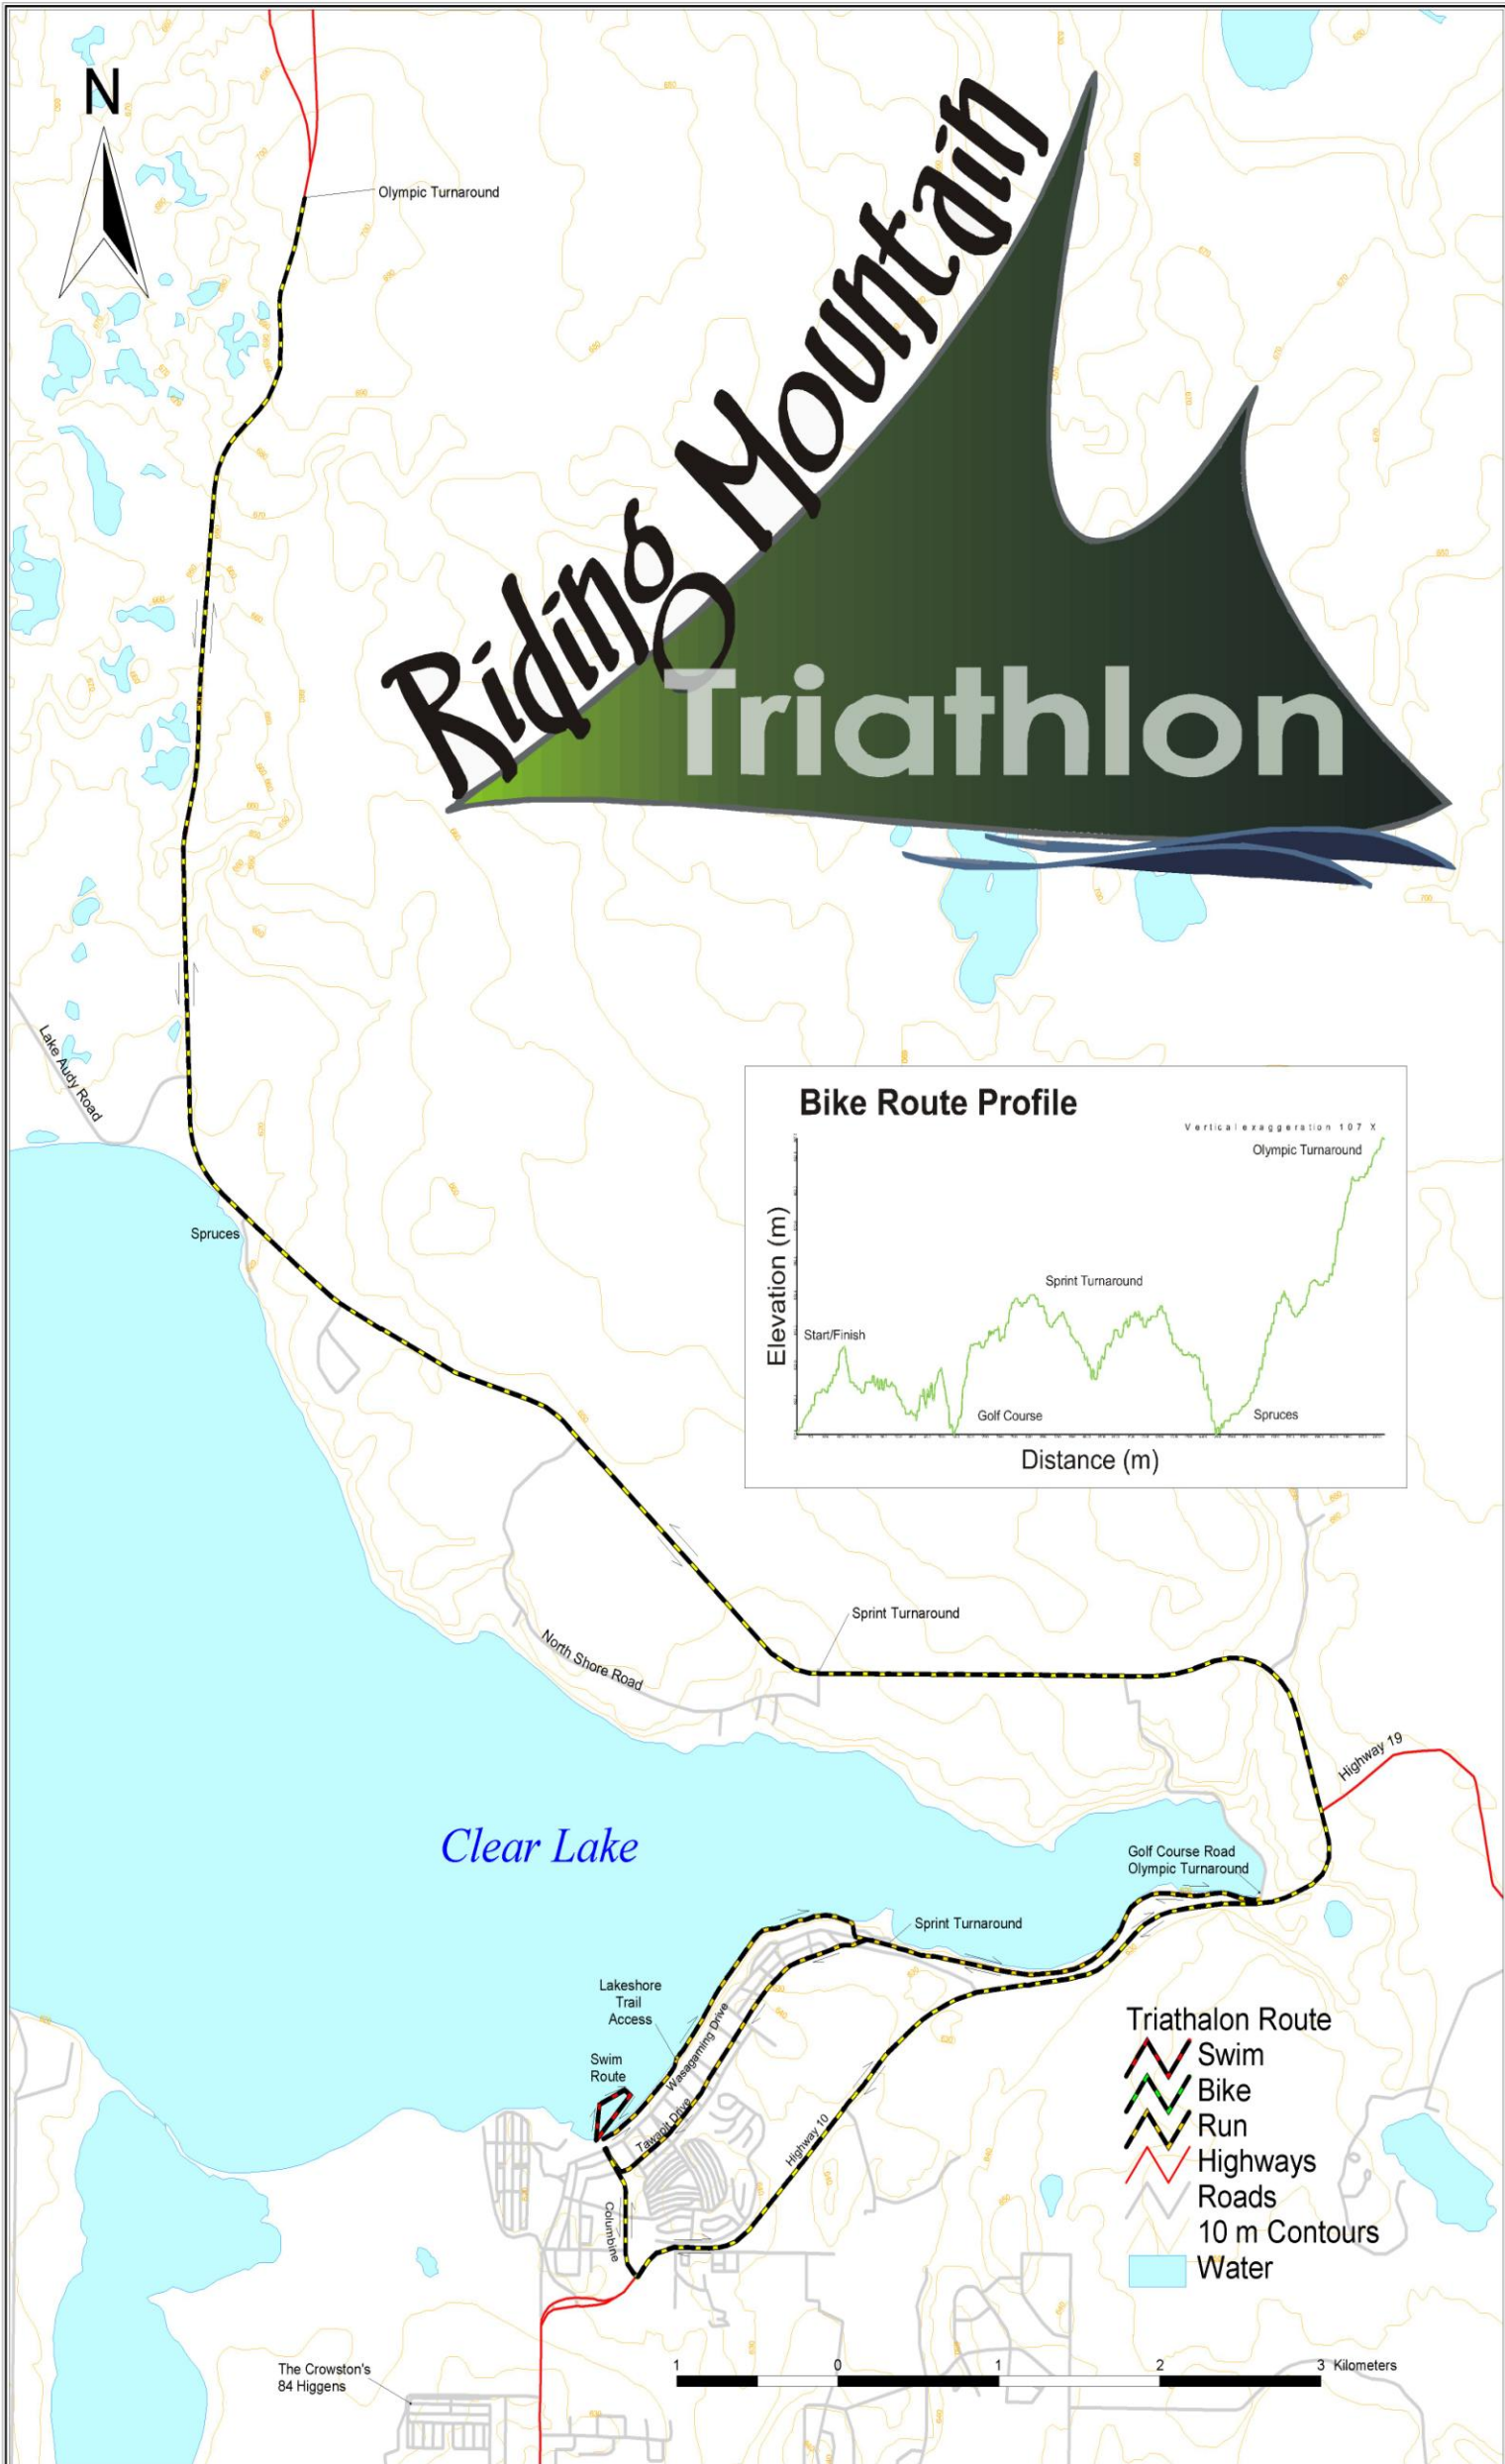 N
Olympic Turnaround
Riding Mountain
Triathlon
Lake Audy Road
Bike Route Profile
Vertical exaggeration 107 X
Olympic Turnaround
Elevation (m)
Sprint Turnaround
Start/Finish
Golf Course
Spruces
Distance (m)
Spruces
Sprint Turnaround
North Shore Road
Highway 19
Clear Lake
Golf Course Road
Olympic Turnaround
Sprint Turnaround
Lakeshore
Trail
Access
Wasagaming Drive
Swim
Route
Tawapit Drive
Highway 10
Columbine
Triathalon Route
Swim
Bike
Run
Highways
Roads
10 m Contours
Water
The Crowston's
84 Higgens
1 0 1 2 3 Kilometers